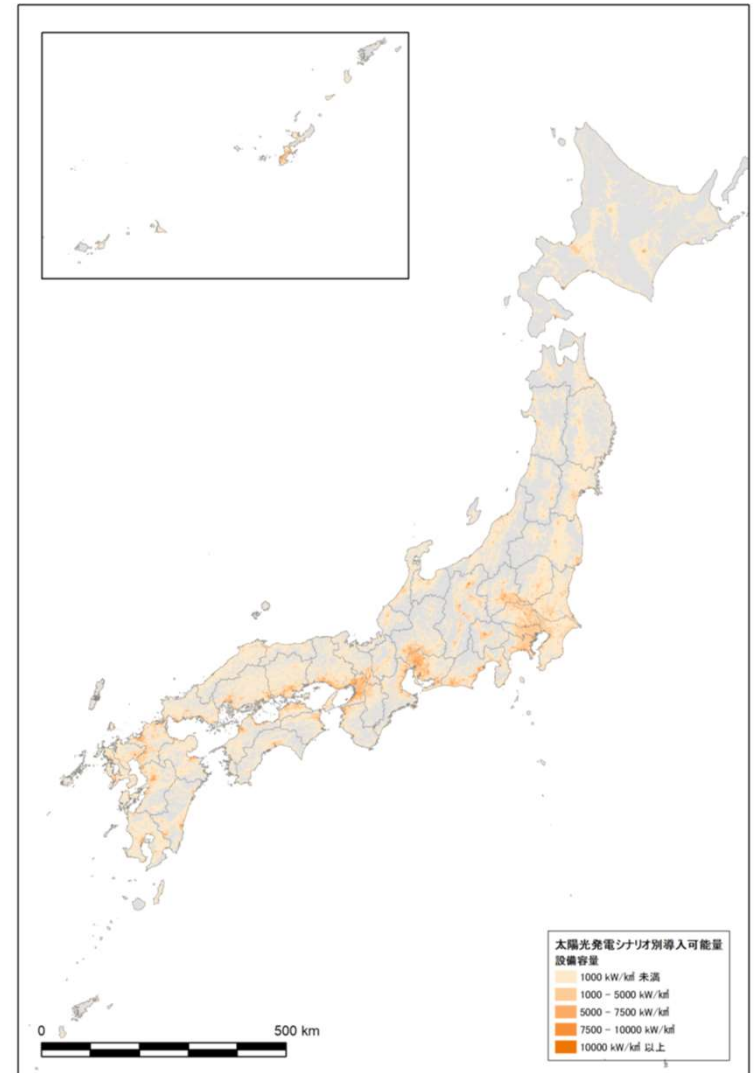 太陽光発電シナリオ別導入可能量
設備容量
1000 kW/k㎡ 未満
1000 - 5000 kW/k㎡
5000 - 7500 kW/k㎡
7500 - 10000 kW/k㎡
10000 kW/k㎡ 以上
0 500 km